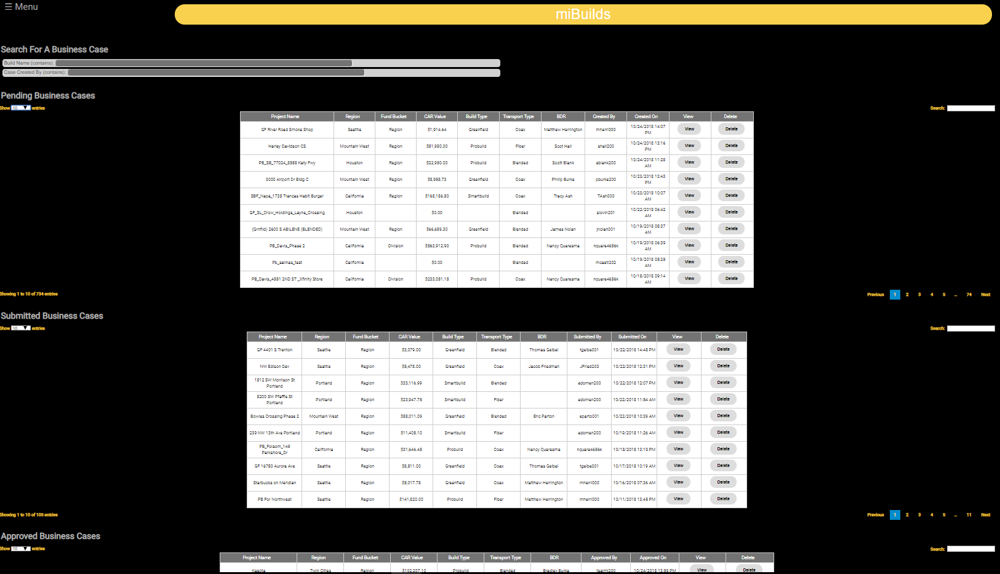 ☰ Menu
miBuilds
Search For A Business Case
Build Name (contains):
Case Created By (contains):
Pending Business Cases
Show 10 entries
Search:
Project Name Region Fund Bucket CAR Value Build Type Transport Type BDR Created By Created On View Delete
GF River Road Smoke Shop Seattle Region $1,914.64 Greenfield Coax Matthew Herrington mherri000 10/24/2018 14:07 PM View Delete
Harley Davidson CS Mountain West Region $51,980.00 Probuild Fiber Scot Hall shall200 10/24/2018 13:16 PM View Delete
PB_SB_77024_8558 Katy Fwy Houston Region $22,950.00 Probuild Blended Scott Blank sblank200 10/24/2018 11:28 AM View Delete
3000 Airport Dr Bldg C Mountain West Region $8,958.73 Greenfield Coax Philip Burke pburke200 10/23/2018 13:43 PM View Delete
SBF_Napa_1735 Trancas Habit Burger California Region $168,186.80 Smartbuild Coax Tracy Ash TAsh000 10/23/2018 10:07 AM View Delete
GF_SL_Crow_Holdings_Layne_Crossing Houston $0.00 Blended slovin201 10/22/2018 06:42 AM View Delete
(Grnfild) 2600 S ABILENE (BLENDED) Mountain West Region $66,689.30 Greenfield Blended James Nolan jnolan001 10/19/2018 08:37 AM View Delete
PB_Davis_Phase 2 California Division $563,912.90 Probuild Blended Nancy Quaresma nquare4656k 10/19/2018 06:39 AM View Delete
Pb_salinas_test California $0.00 Blended mcasti202 10/19/2018 05:25 AM View Delete
PB_Davis_4551 2ND ST_Xfinity Store California Division $233,051.15 Probuild Coax Nancy Quaresma nquare4656k 10/18/2018 09:14 AM View Delete
Showing 1 to 10 of 734 entries
Previous 1 2 3 4 5 … 74 Next
Submitted Business Cases
Show 10 entries
Search:
Project Name Region Fund Bucket CAR Value Build Type Transport Type BDR Submitted By Submitted On View Delete
GF 4401 S Trenton Seattle Region $3,079.00 Greenfield Blended Thomas Geibel tgeibe001 10/22/2018 14:48 PM View Delete
NW Edison Dev Seattle Region $5,478.00 Greenfield Coax Jacob Friedman JFried203 10/22/2018 12:31 PM View Delete
1512 SW Morrison St Portland Portland Region $33,116.99 Smartbuild Blended edomen200 10/22/2018 12:07 PM View Delete
8200 SW Pfaffle St Portland Portland Region $23,947.75 Smartbuild Fiber edomen200 10/22/2018 11:54 AM View Delete
Bowles Crossing Phase 2 Mountain West Region $88,011.09 Greenfield Blended Eric Parton eparto001 10/22/2018 10:39 AM View Delete
239 NW 13th Ave Portland Portland Region $11,405.10 Smartbuild Fiber edomen200 10/19/2018 11:26 AM View Delete
PB_Folsom_145 Parkshore_Dr California Region $31,646.45 Probuild Coax Nancy Quaresma nquare4656k 10/18/2018 13:19 PM View Delete
GF 16750 Aurora Ave Seattle Region $8,511.00 Greenfield Coax Thomas Geibel tgeibe001 10/17/2018 10:19 AM View Delete
Starbucks on Meridian Seattle Region $5,017.78 Greenfield Coax Matthew Herrington mherri000 10/16/2018 07:36 AM View Delete
PB For Northwest Seattle Region $141,820.00 Probuild Fiber Matthew Herrington mherri000 10/11/2018 13:45 PM View Delete
Showing 1 to 10 of 105 entries
Previous 1 2 3 4 5 … 11 Next
Approved Business Cases
Show 10 entries
Search:
Project Name Region Fund Bucket CAR Value Build Type Transport Type BDR Approved By Approved On View Delete
Kasota Twin Cities Region $102,207.10 Probuild Blended Bradley Burke tsalmi200 10/24/2018 13:59 PM View Delete